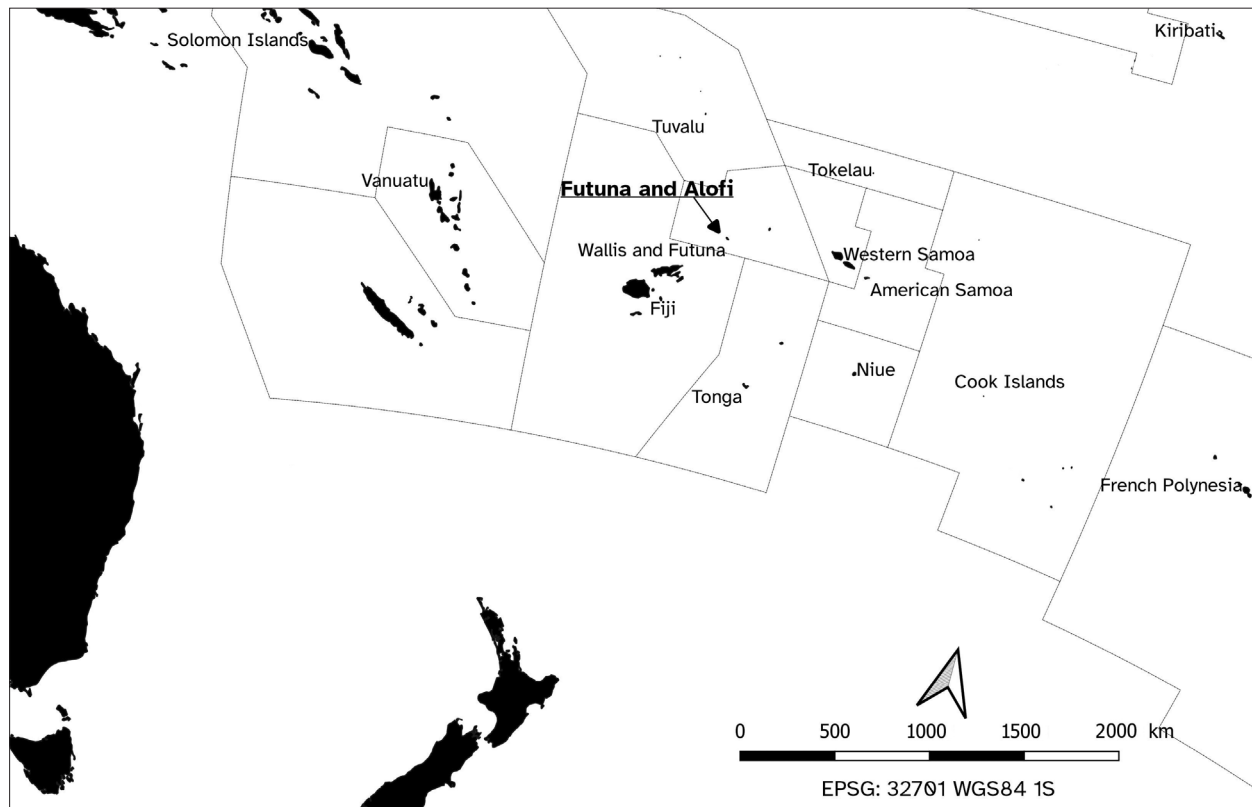 Kiribati
Solomon Islands
Tuvalu
Tokelau
Vanuatu
Futuna and Alofi
Wallis and Futuna
Western Samoa
American Samoa
Fiji
Niue
Cook Islands
Tonga
French Polynesia
0 500 1000 1500 2000 km
EPSG: 32701 WGS84 1S